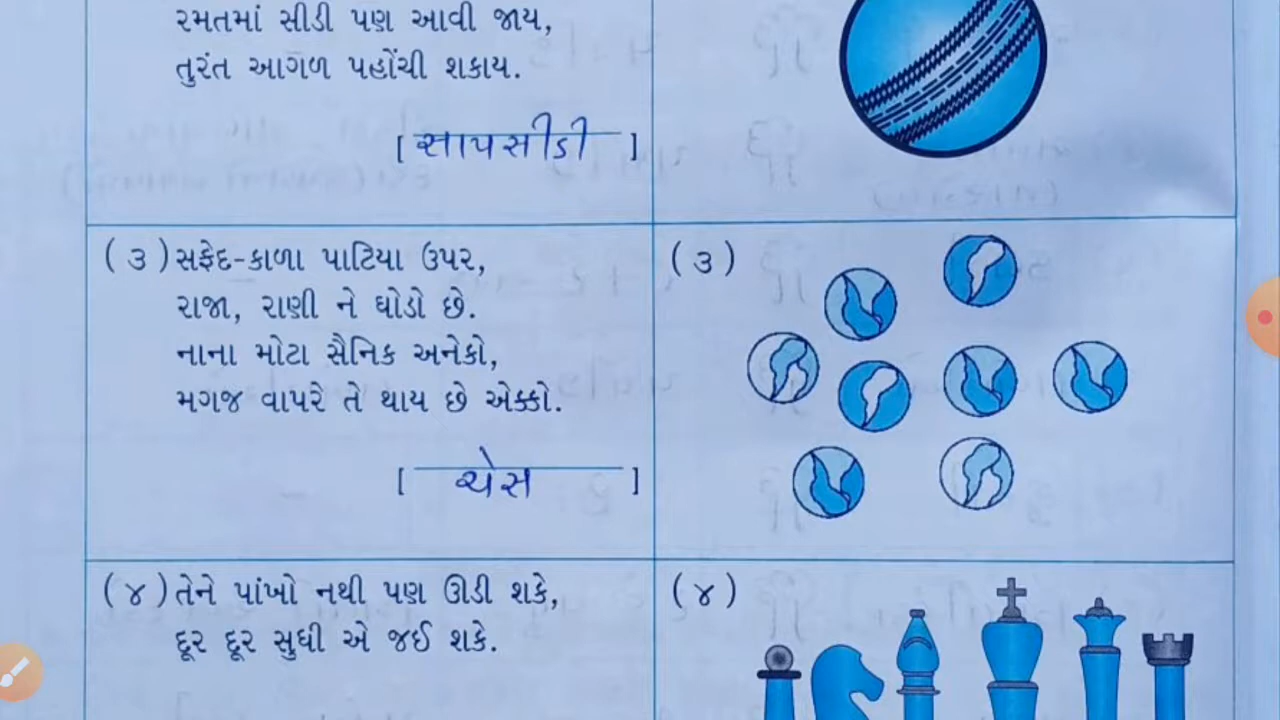 રમતમાં સીડી પણ આવી જાય,
તુરંત આગળ પહોંચી શકાય.
[ સાપસીડી ]
(૩) સફેદ-કાળા પાટિયા ઉપર,
રાજા, રાણી ને ઘોડો છે.
નાના મોટા સૈનિક અનેકો,
મગજ વાપરે તે થાય છે એક્કો.
[ ચેસ ]
(૩)
(૪) તેને પાંખો નથી પણ ઊડી શકે,
દૂર દૂર સુધી એ જઈ શકે.
(૪)